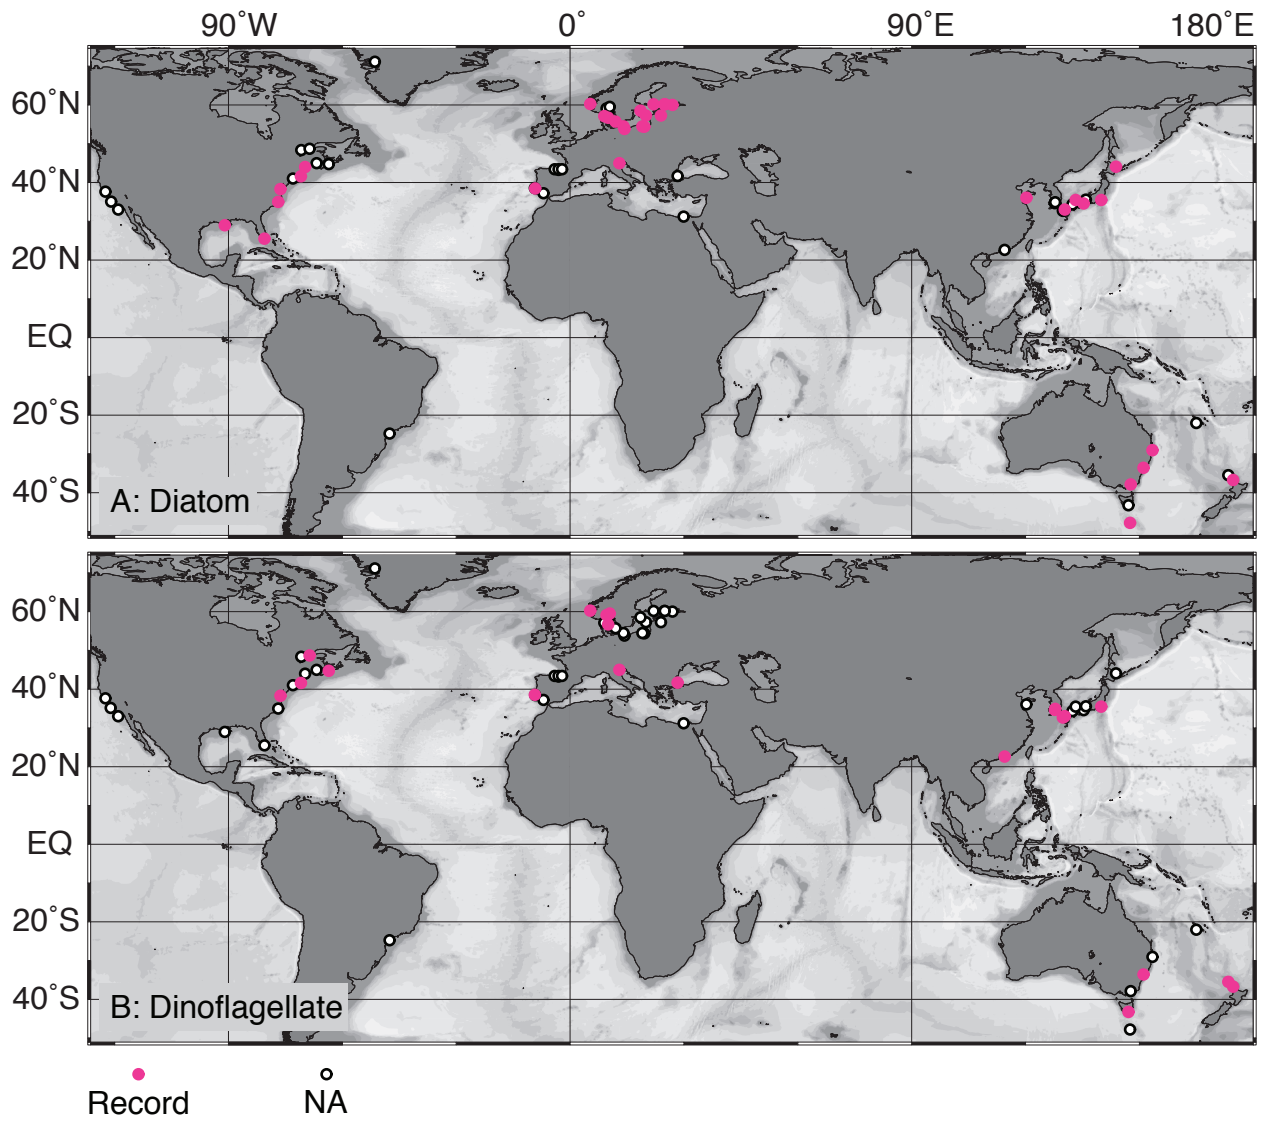 90˚W 0˚ 90˚E 180˚E
60˚N
40˚N
20˚N
EQ
20˚S
40˚S
A: Diatom
60˚N
40˚N
20˚N
EQ
20˚S
40˚S
B: Dinoflagellate
Record NA